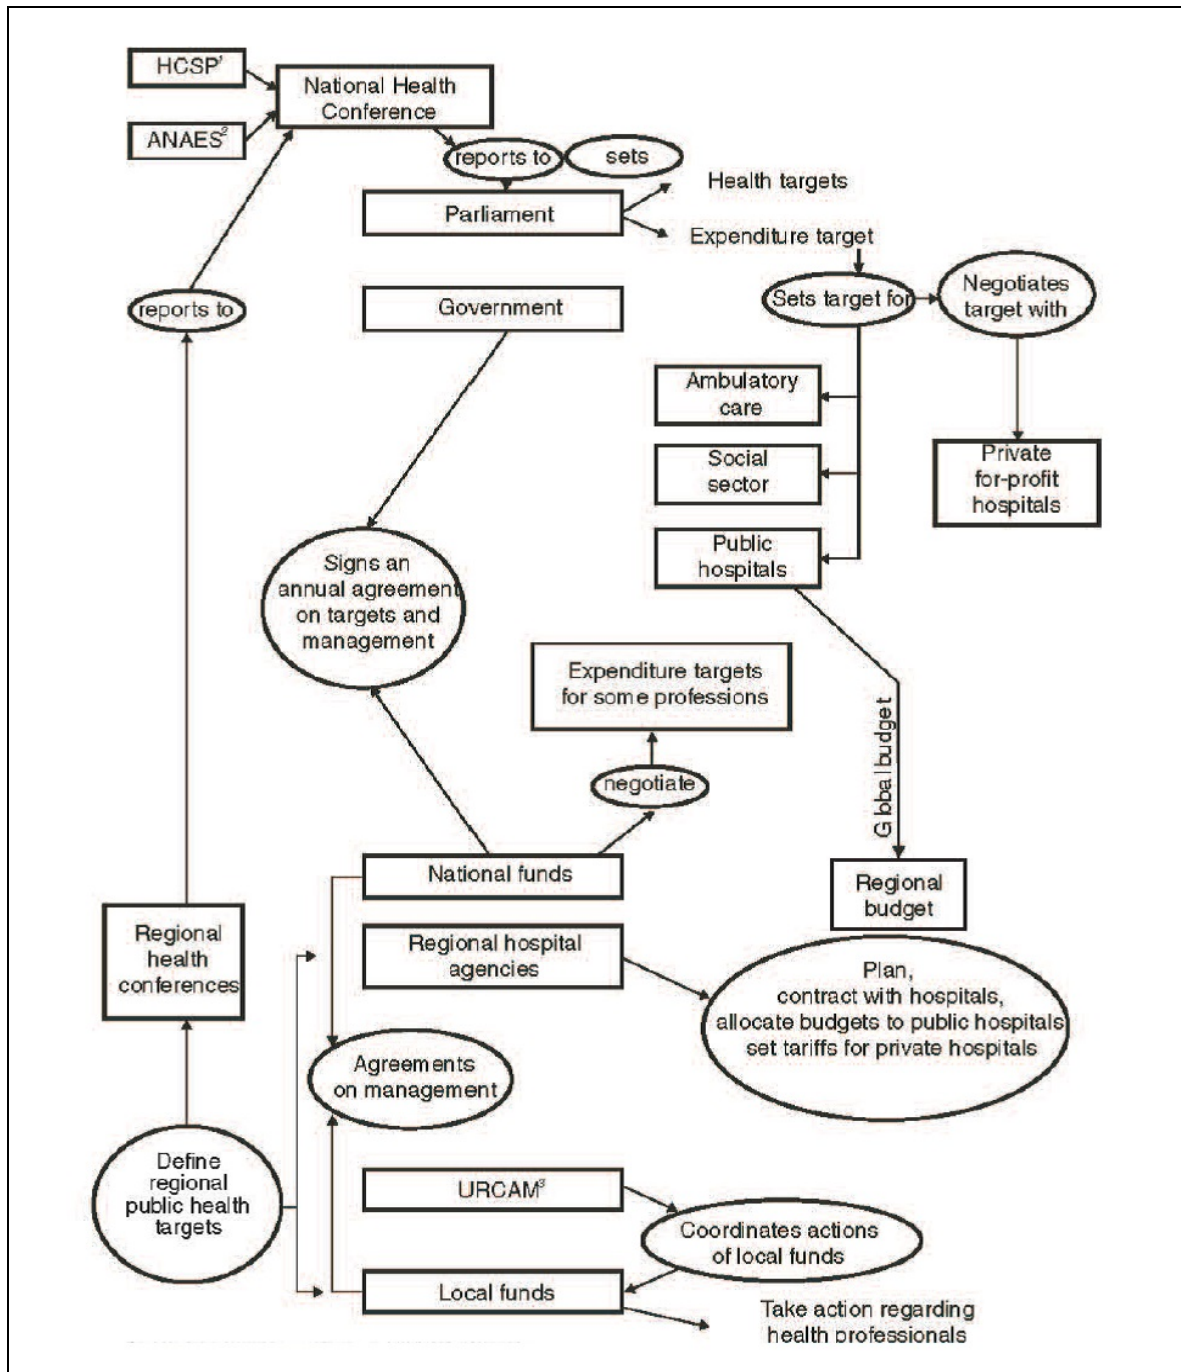 HCSP1
National Health
Conference
ANAES2
reports to
sets
Health targets
Parliament
Expenditure target
reports to
Government
Sets target for
Negotiates
target with
Ambulatory
care
Social
sector
Private
for-profit
hospitals
Public
hospitals
Signs an
annual agreement
on targets and
management
Expenditure targets
for some professions
negotiate
Global budget
National funds
Regional
budget
Regional
health
conferences
Regional hospital
agencies
Plan,
contract with hospitals,
allocate budgets to public hospitals
set tariffs for private hospitals
Agreements
on management
Define
regional
public health
targets
URCAM3
Coordinates actions
of local funds
Local funds
Take action regarding
health professionals